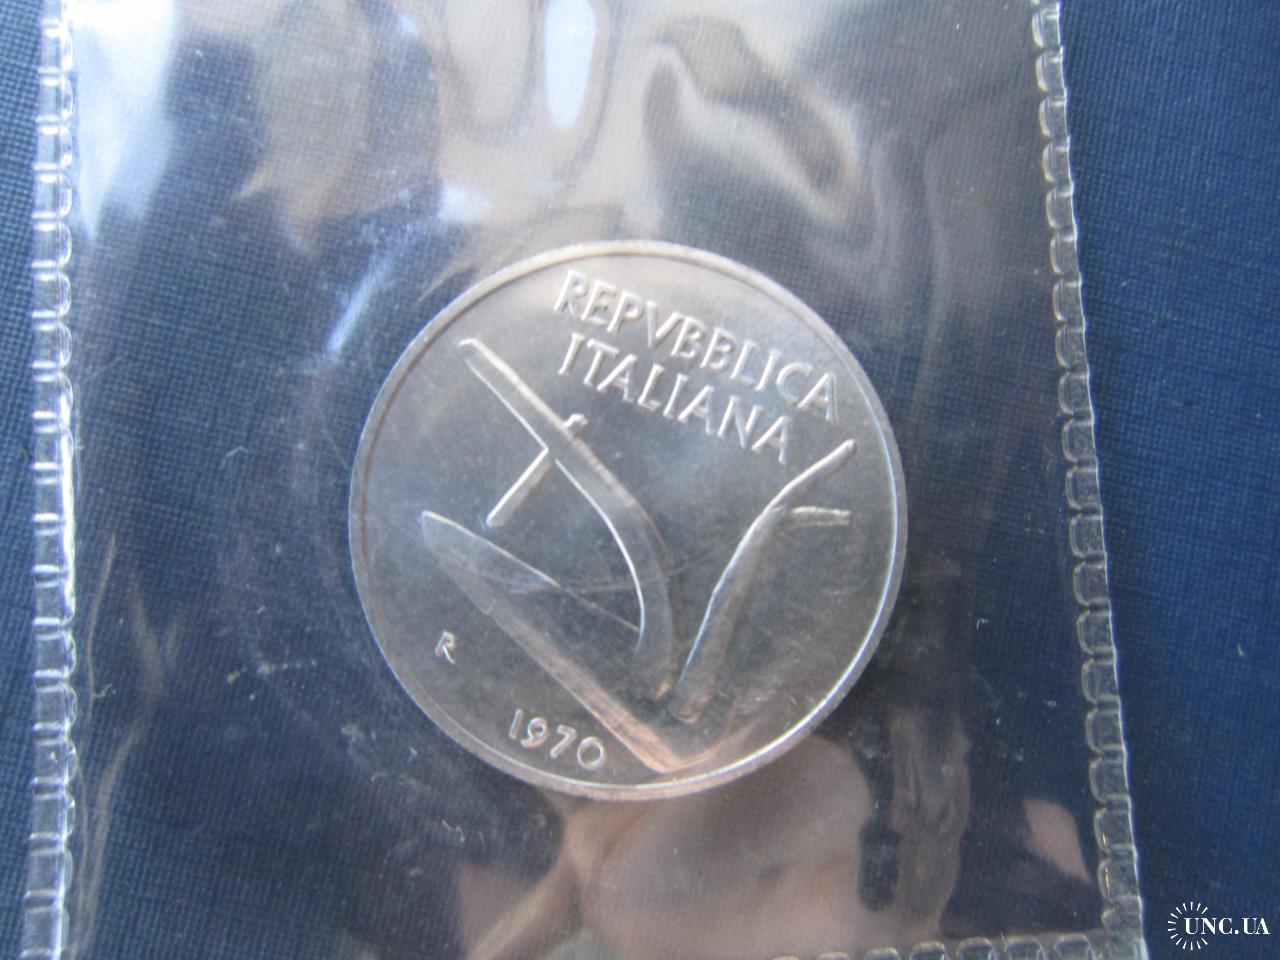 REPVBBLICA
ITALIANA
R
1970
UNC.UA